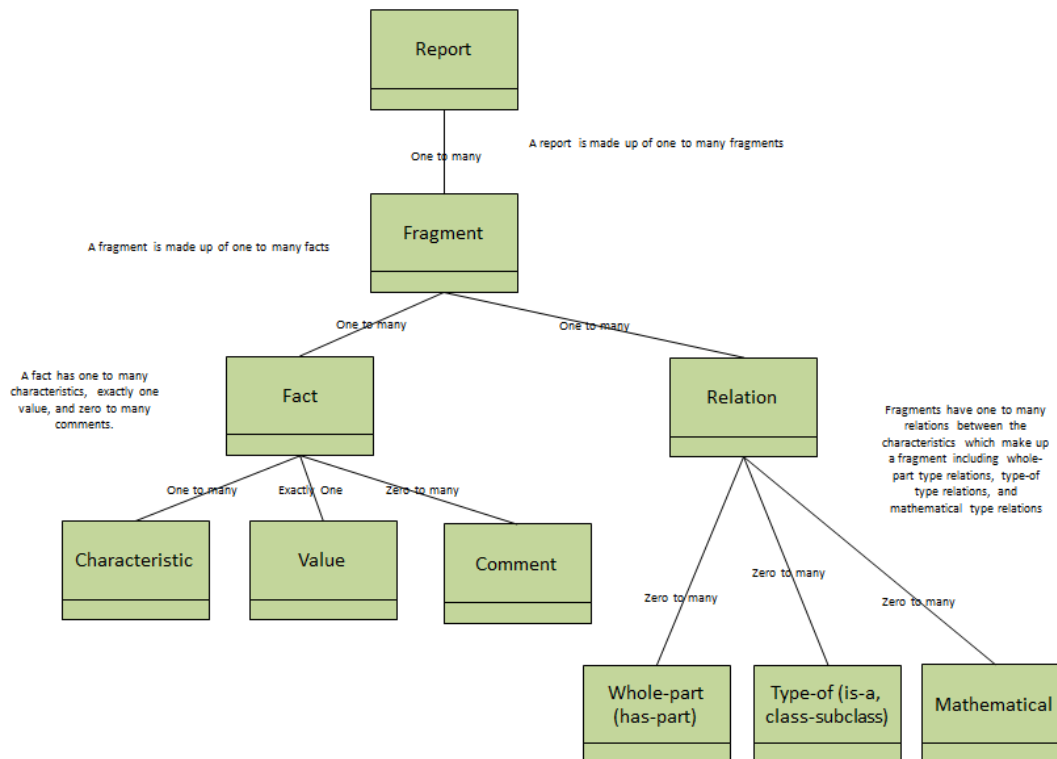 Report
One to many
A report is made up of one to many fragments
Fragment
A fragment is made up of one to many facts
One to many
One to many
A fact has one to many
characteristics, exactly one
value, and zero to many
comments.
Fact
Relation
Fragments have one to many
relations between the
characteristics which make up
a fragment including whole-
part type relations, type-of
type relations, and
mathematical type relations
One to many
Exactly One
Zero to many
Characteristic
Value
Comment
Zero to many
Zero to many
Zero to many
Whole-part
(has-part)
Type-of (is-a,
class-subclass)
Mathematical